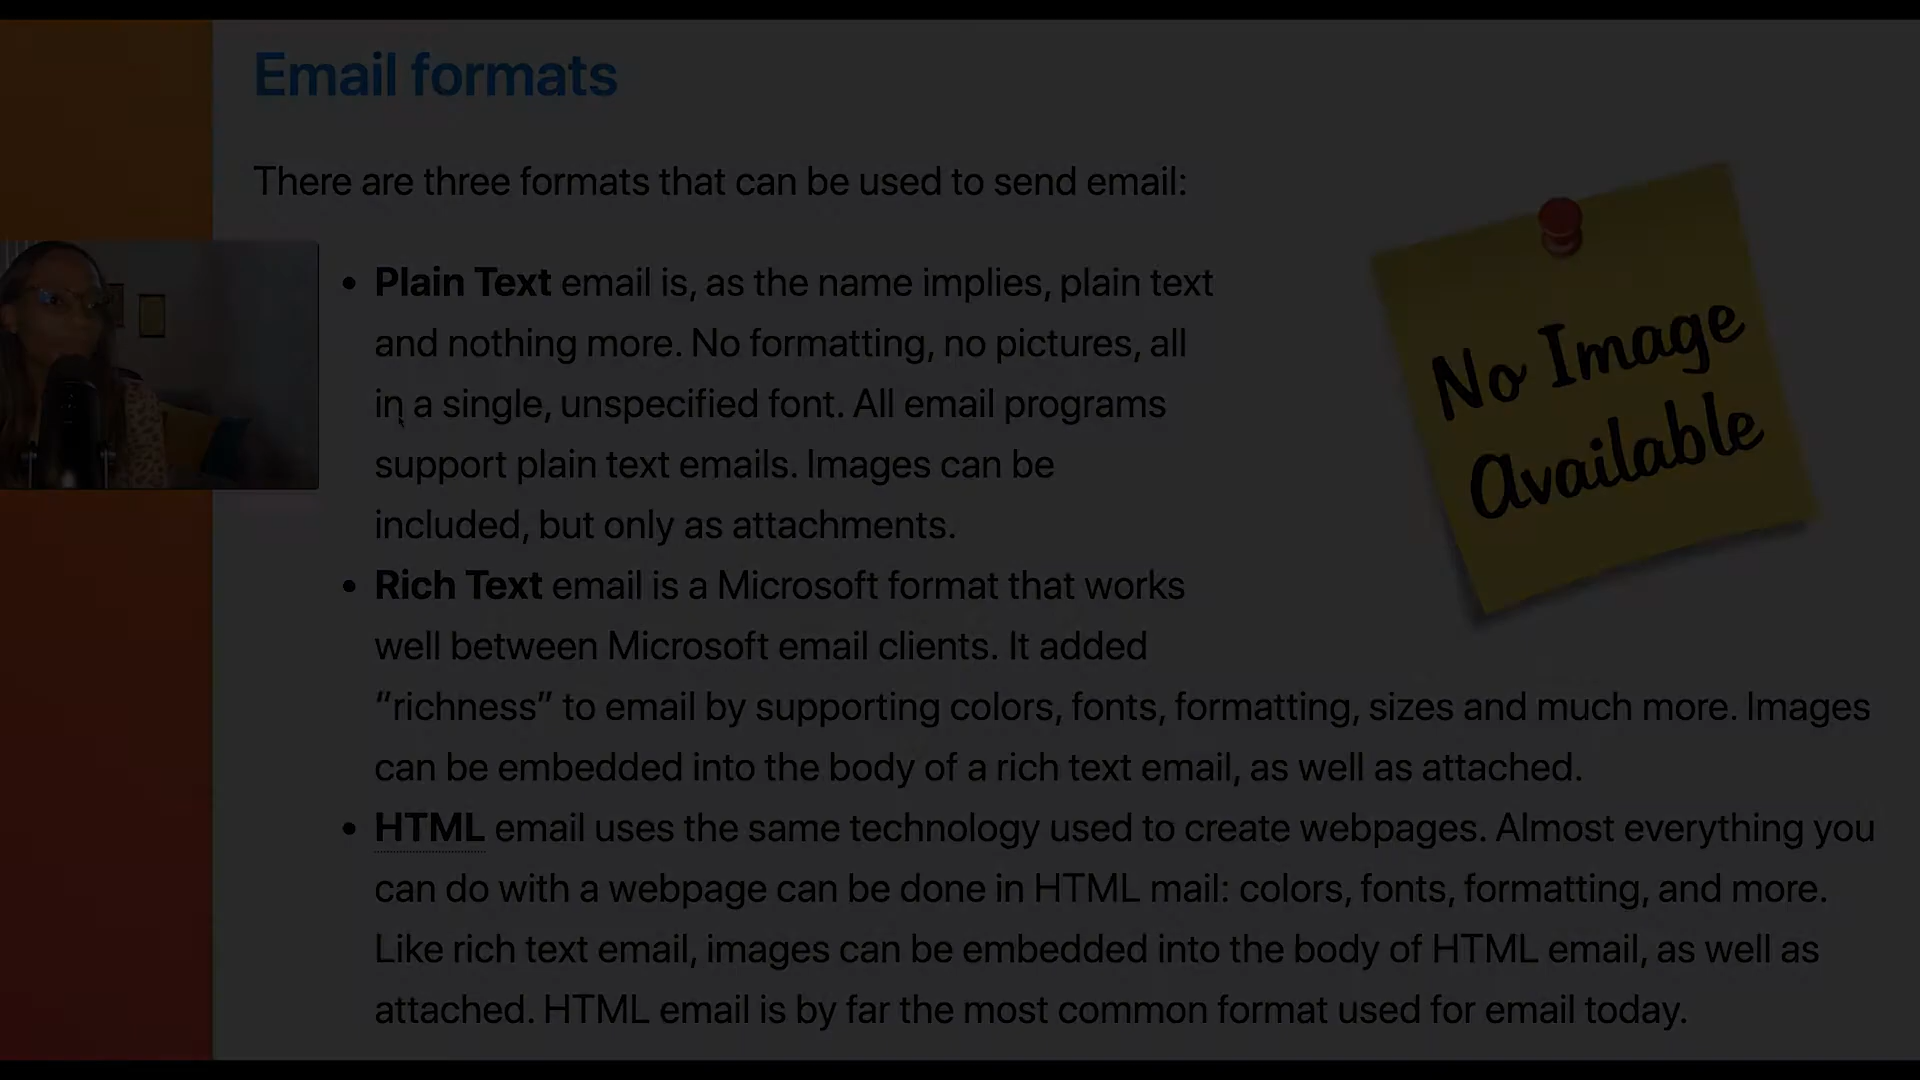 Email formats
There are three formats that can be used to send email:
• Plain Text email is, as the name implies, plain text
and nothing more. No formatting, no pictures, all
in a single, unspecified font. All email programs
support plain text emails. Images can be
included, but only as attachments.
• Rich Text email is a Microsoft format that works
well between Microsoft email clients. It added
“richness” to email by supporting colors, fonts, formatting, sizes and much more. Images
can be embedded into the body of a rich text email, as well as attached.
• HTML email uses the same technology used to create webpages. Almost everything you
can do with a webpage can be done in HTML mail: colors, fonts, formatting, and more.
Like rich text email, images can be embedded into the body of HTML email, as well as
attached. HTML email is by far the most common format used for email today.
No Image
Available